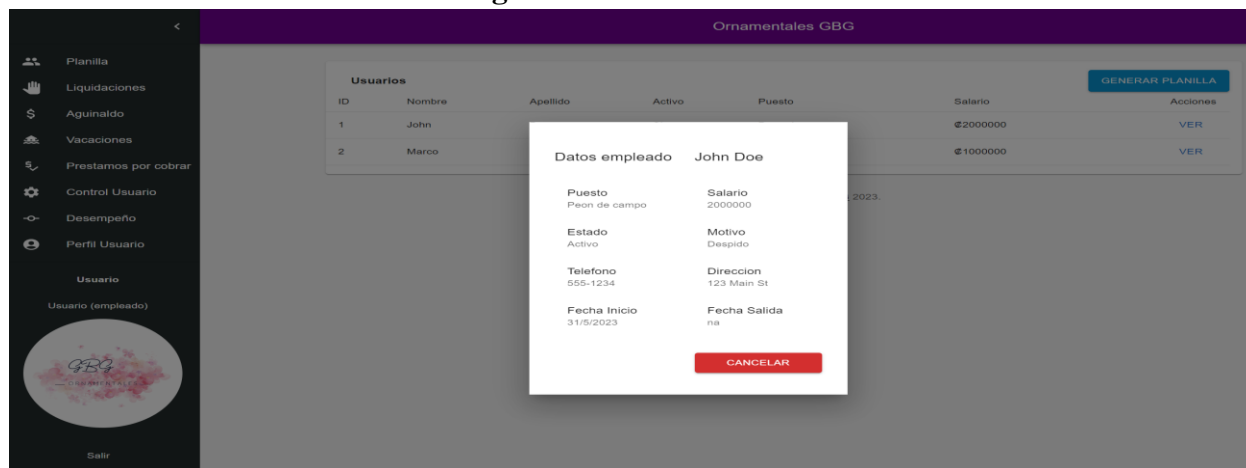 g
<
Ornamentales GBG
Planilla
Liquidaciones
Aguinaldo
Vacaciones
Prestamos por cobrar
Control Usuario
Desempeño
Perfil Usuario
Usuario
Usuario (empleado)
GBG
ORNAMENTALES
Salir
Usuarios
GENERAR PLANILLA
ID Nombre Apellido Activo Puesto Salario Acciones
1 John ₡2000000 VER
2 Marco ₡1000000 VER
2023.
Datos empleado John Doe
Puesto Salario
Peon de campo 2000000
Estado Motivo
Activo Despido
Telefono Direccion
555-1234 123 Main St
Fecha Inicio Fecha Salida
31/5/2023 na
CANCELAR